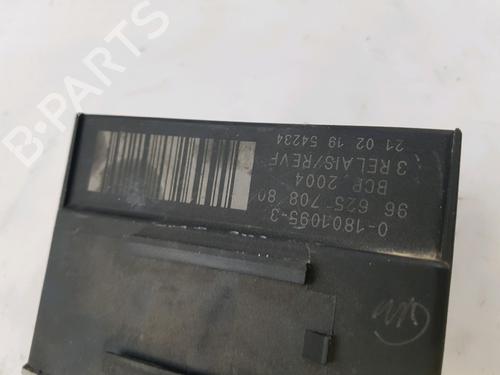 0-1801095-3
96 625 708 80
BCP 2004
3 RELAIS/REVF
21 02 19 54234
B-PARTS